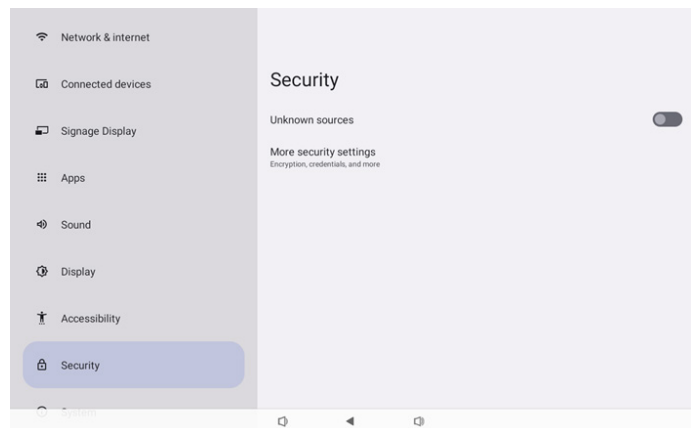 Network & internet
Connected devices
Signage Display
Apps
Sound
Display
Accessibility
Security
System
Security
Unknown sources
More security settings
Encryption, credentials, and more